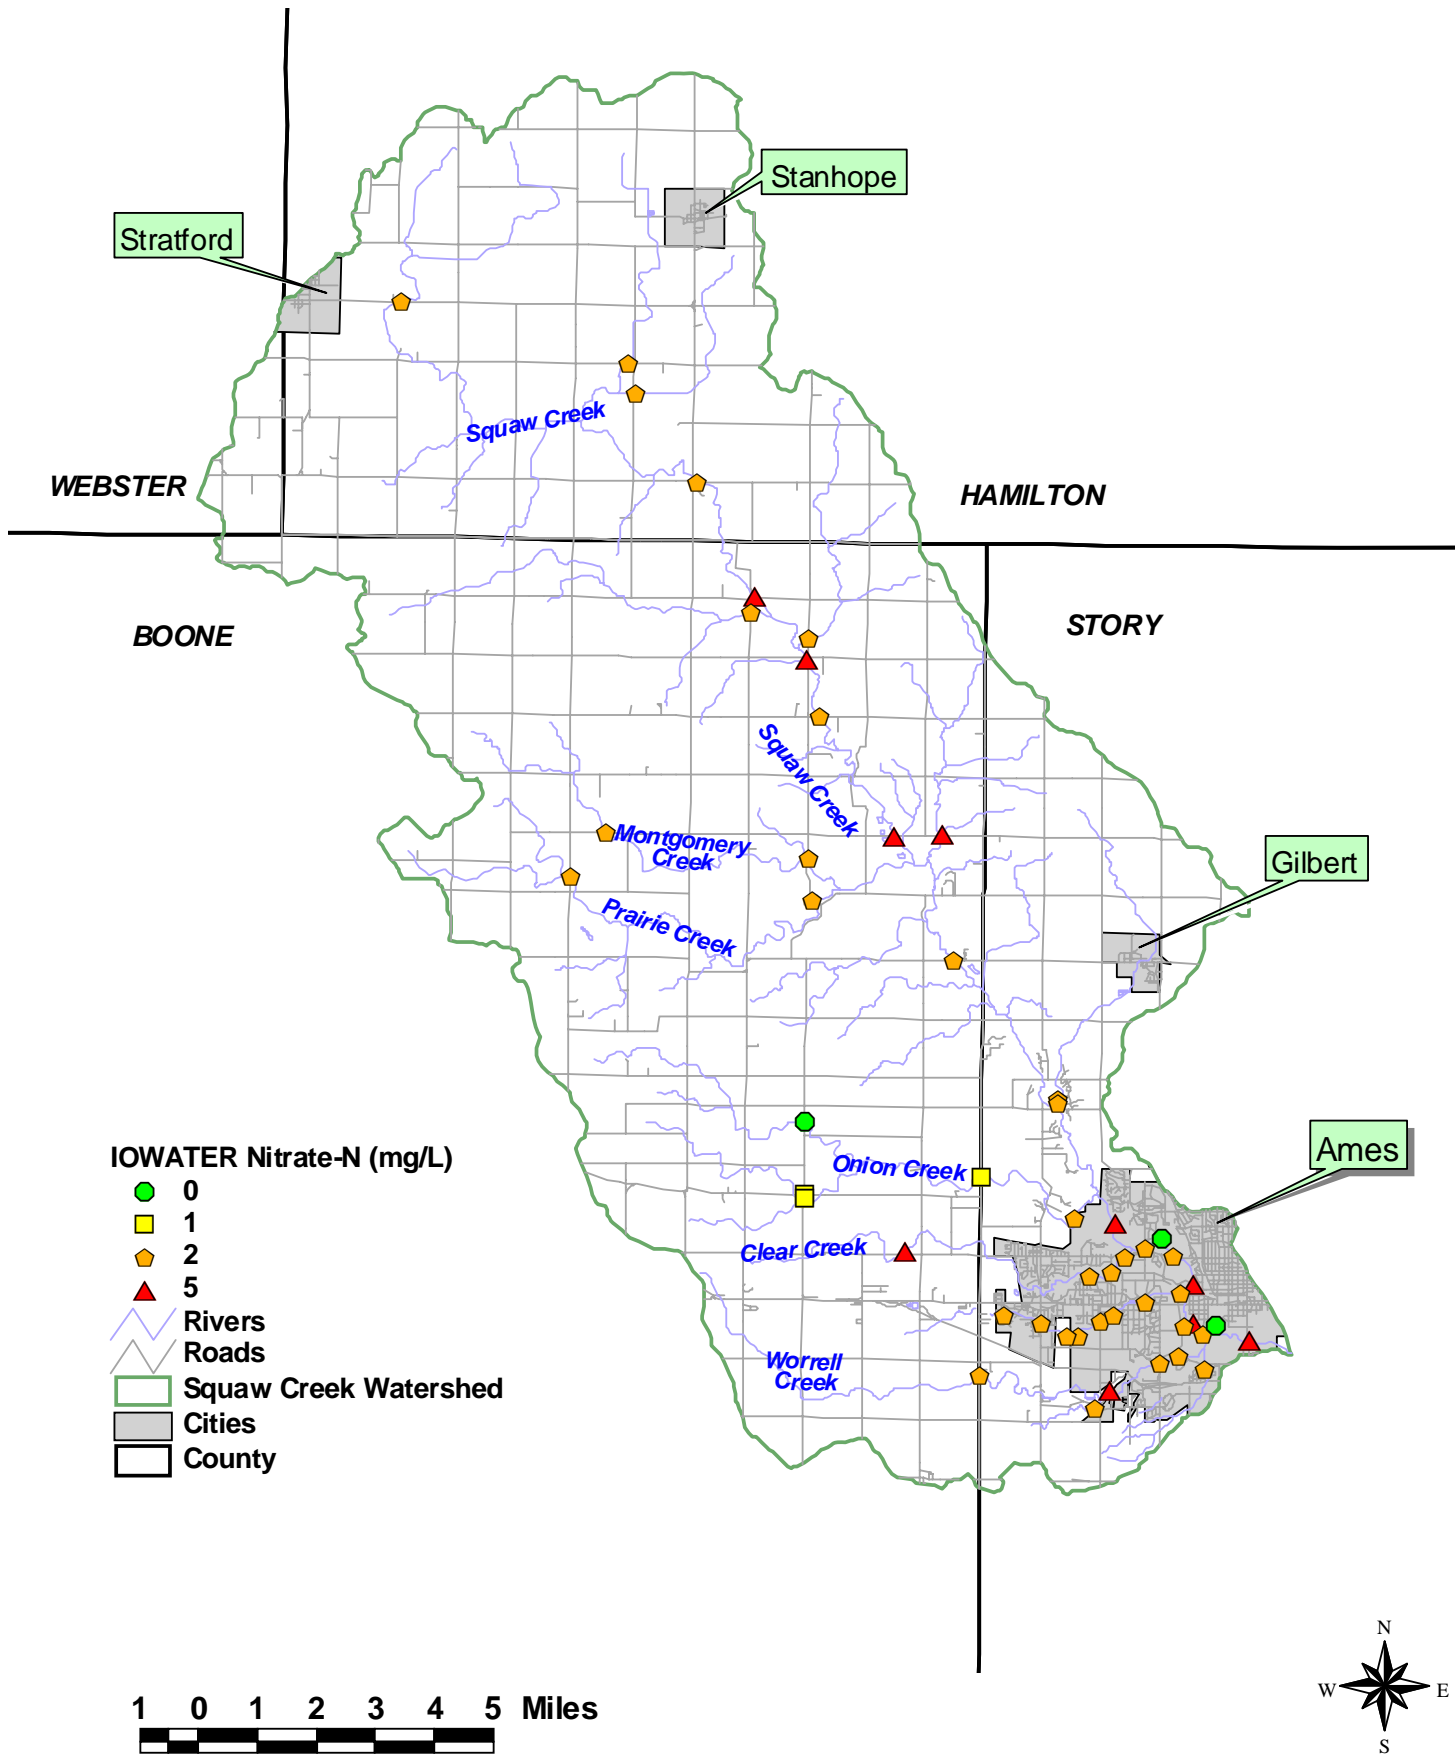 Stanhope
Stratford
Squaw Creek
WEBSTER
HAMILTON
BOONE
STORY
Squaw Creek
Montgomery
Creek
Gilbert
Prairie Creek
Ames
IOWATER Nitrate-N (mg/L)
0
1
2
5
Rivers
Roads
Squaw Creek Watershed
Cities
County
Onion Creek
Clear Creek
Worrell
Creek
N
W E
S
1 0 1 2 3 4 5 Miles